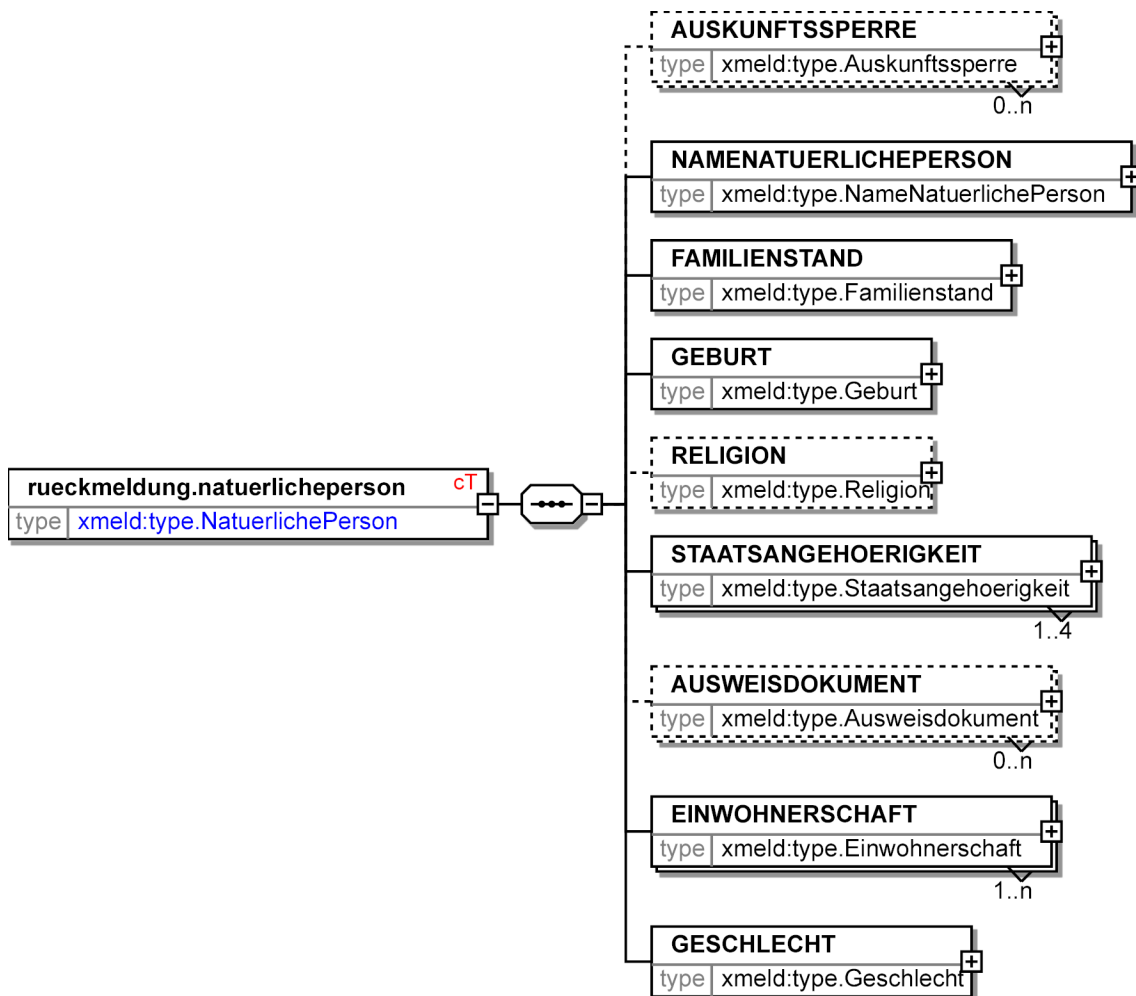 AUSKUNFTSSPERRE
type xmeld:type.Auskunftssperre
0..n
NAMENATUERLICHEPERSON
type xmeld:type.NameNatuerlichePerson
FAMILIENSTAND
type xmeld:type.Familienstand
GEBURT
type xmeld:type.Geburt
RELIGION
type xmeld:type.Religion
rueckmeldung.natuerlicheperson cT
type xmeld:type.NatuerlichePerson
STAATSANGEHOERIGKEIT
type xmeld:type.Staatsangehoerigkeit
1..4
AUSWEISDOKUMENT
type xmeld:type.Ausweisdokument
0..n
EINWOHNERSCHAFT
type xmeld:type.Einwohnerschaft
1..n
GESCHLECHT
type xmeld:type.Geschlecht